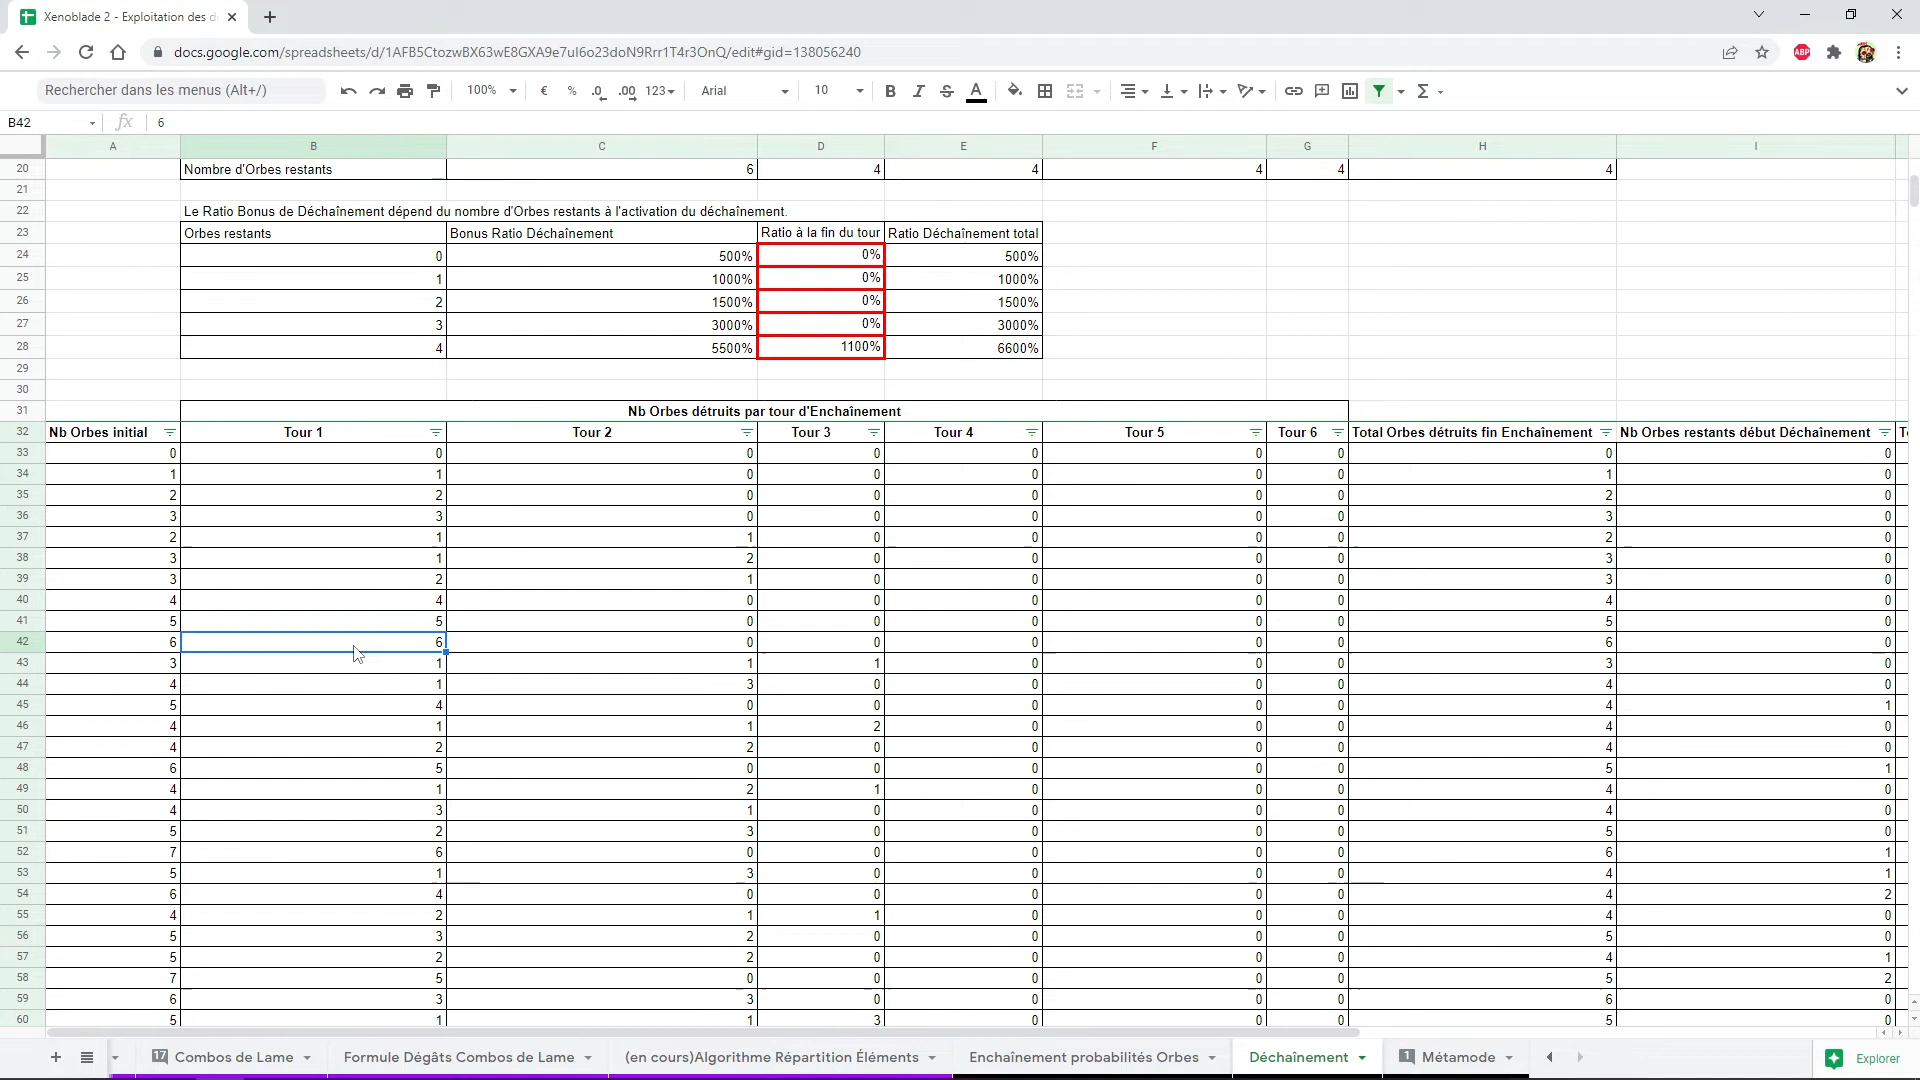 Xenoblade 2 - Exploitation des d
docs.google.com/spreadsheets/d/1AFB5CtozwBX63wE8GXA9e7uI6o23doN9Rrr1T4r3OnQ/edit#gid=138056240
ABP
Rechercher dans les menus (Alt+/) 100% € % .0 .00 123 Arial 10 B I S A Σ
B42 fx 6
A B C D E F G H I
20 Nombre d'Orbes restants 6 4 4 4 4 4
21
22 Le Ratio Bonus de Déchaînement dépend du nombre d'Orbes restants à l'activation du déchaînement.
23 Orbes restants Bonus Ratio Déchaînement Ratio à la fin du tour Ratio Déchaînement total
24 0 500% 0% 500%
25 1 1000% 0% 1000%
26 2 1500% 0% 1500%
27 3 3000% 0% 3000%
28 4 5500% 1100% 6600%
29
30
31 Nb Orbes détruits par tour d'Enchaînement
32 Nb Orbes initial Tour 1 Tour 2 Tour 3 Tour 4 Tour 5 Tour 6 Total Orbes détruits fin Enchaînement Nb Orbes restants début Déchaînement
33 0 0 0 0 0 0 0 0 0
34 1 1 0 0 0 0 0 1 0
35 2 2 0 0 0 0 0 2 0
36 3 3 0 0 0 0 0 3 0
37 2 1 1 0 0 0 0 2 0
38 3 1 2 0 0 0 0 3 0
39 3 2 1 0 0 0 0 3 0
40 4 4 0 0 0 0 0 4 0
41 5 5 0 0 0 0 0 5 0
42 6 6 0 0 0 0 0 6 0
43 3 1 1 1 0 0 0 3 0
44 4 1 3 0 0 0 0 4 0
45 5 4 0 0 0 0 0 4 1
46 4 1 1 2 0 0 0 4 0
47 4 2 2 0 0 0 0 4 0
48 6 5 0 0 0 0 0 5 1
49 4 1 2 1 0 0 0 4 0
50 4 3 1 0 0 0 0 4 0
51 5 2 3 0 0 0 0 5 0
52 7 6 0 0 0 0 0 6 1
53 5 1 3 0 0 0 0 4 1
54 6 4 0 0 0 0 0 4 2
55 4 2 1 1 0 0 0 4 0
56 5 3 2 0 0 0 0 5 0
57 5 2 2 0 0 0 0 4 1
58 7 5 0 0 0 0 0 5 2
59 6 3 3 0 0 0 0 6 0
60 5 1 1 3 0 0 0 5 0
17 Combos de Lame Formule Dégâts Combos de Lame (en cours)Algorithme Répartition Éléments Enchaînement probabilités Orbes Déchaînement 1 Métamode Explorer